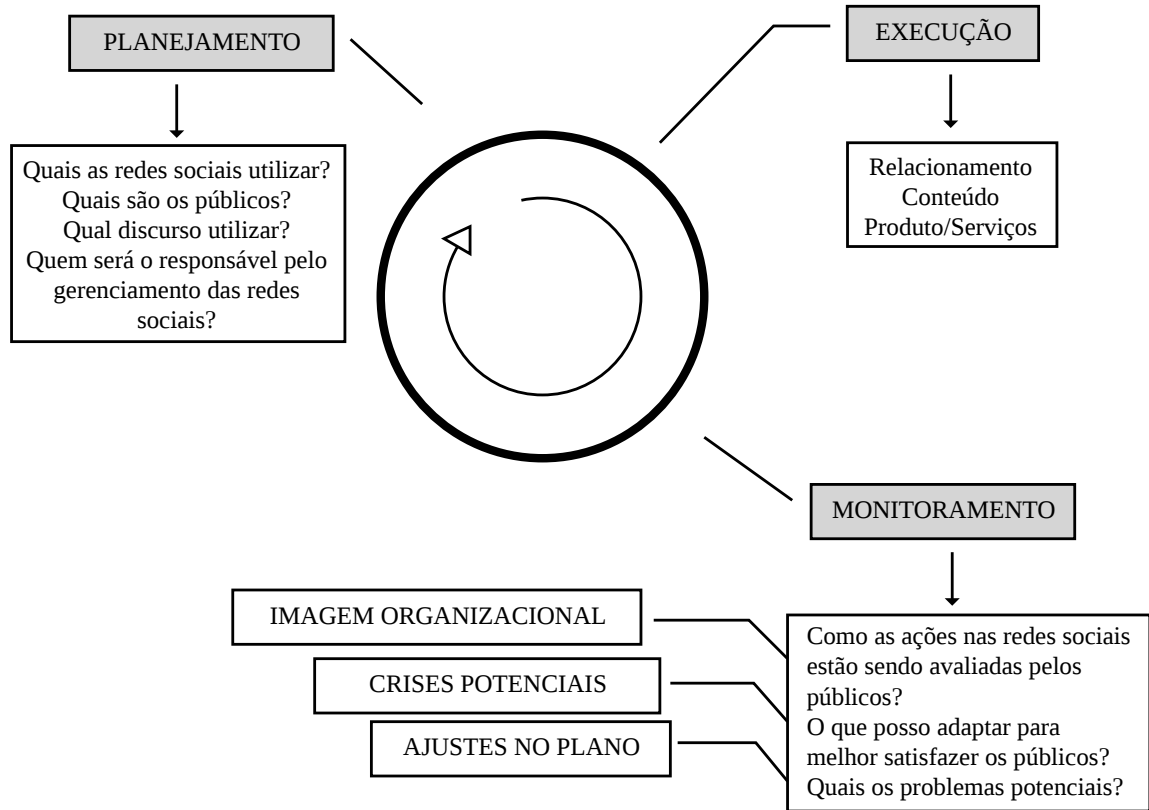 PLANEJAMENTO
Quais as redes sociais utilizar?
Quais são os públicos?
Qual discurso utilizar?
Quem será o responsável pelo
gerenciamento das redes
sociais?
EXECUÇÃO
Relacionamento
Conteúdo
Produto/Serviços
MONITORAMENTO
Como as ações nas redes sociais
estão sendo avaliadas pelos
públicos?
O que posso adaptar para
melhor satisfazer os públicos?
Quais os problemas potenciais?
IMAGEM ORGANIZACIONAL
CRISES POTENCIAIS
AJUSTES NO PLANO